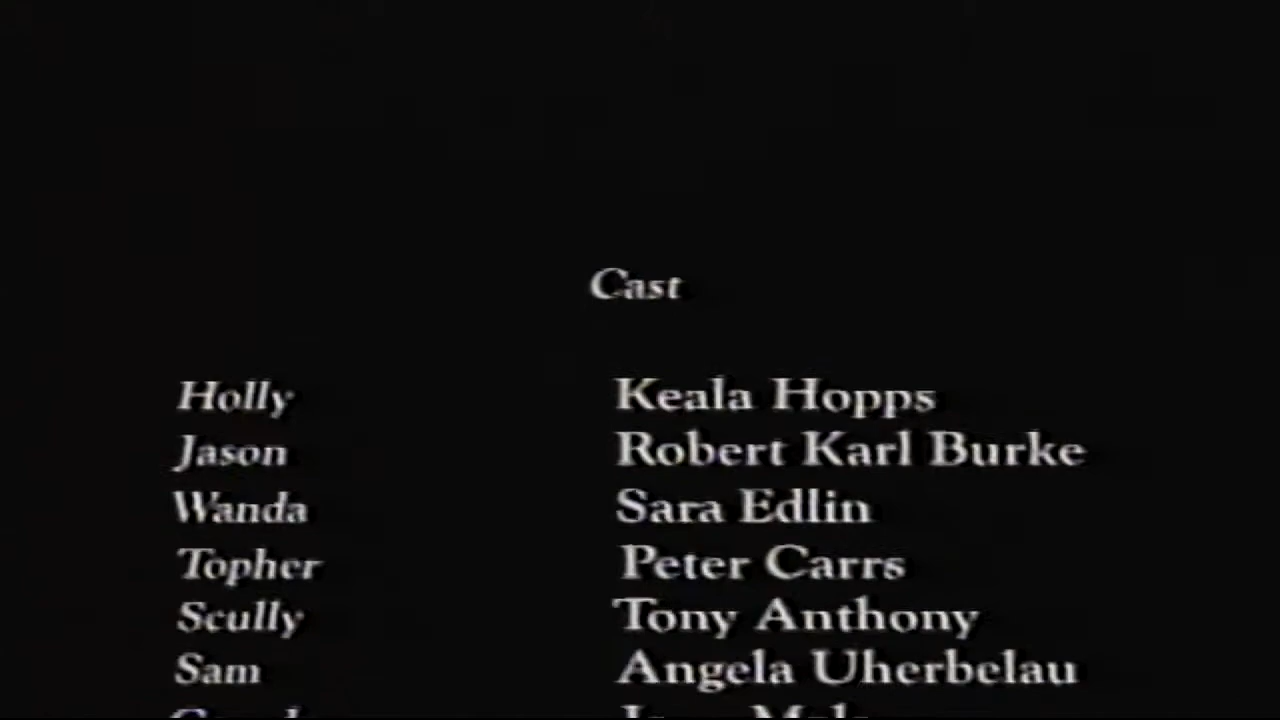 Cast
Holly Keala Hopps
Jason Robert Karl Burke
Wanda Sara Edlin
Topher Peter Carrs
Scully Tony Anthony
Sam Angela Uherbelau